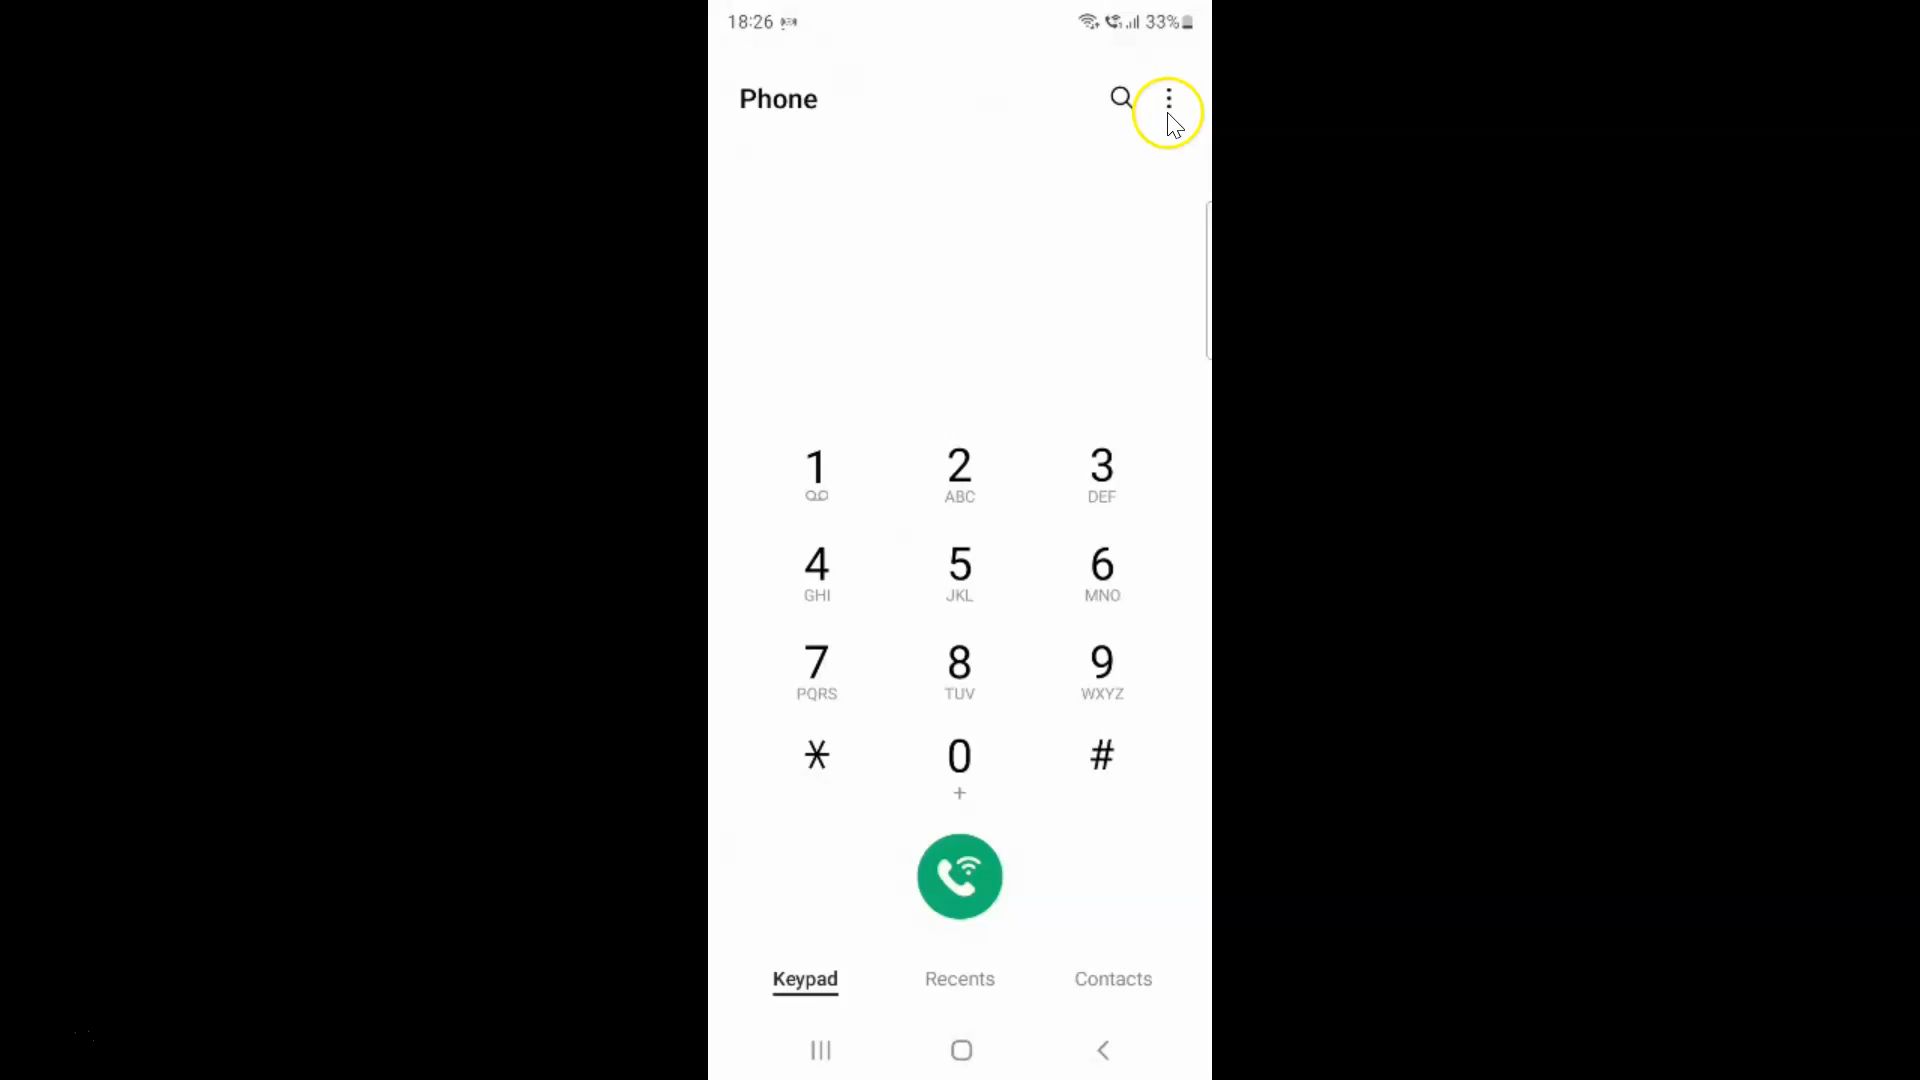 18:26 33%
Phone
1 2 3
ABC DEF
4 5 6
GHI JKL MNO
7 8 9
PQRS TUV WXYZ
* 0 #
+
Keypad Recents Contacts